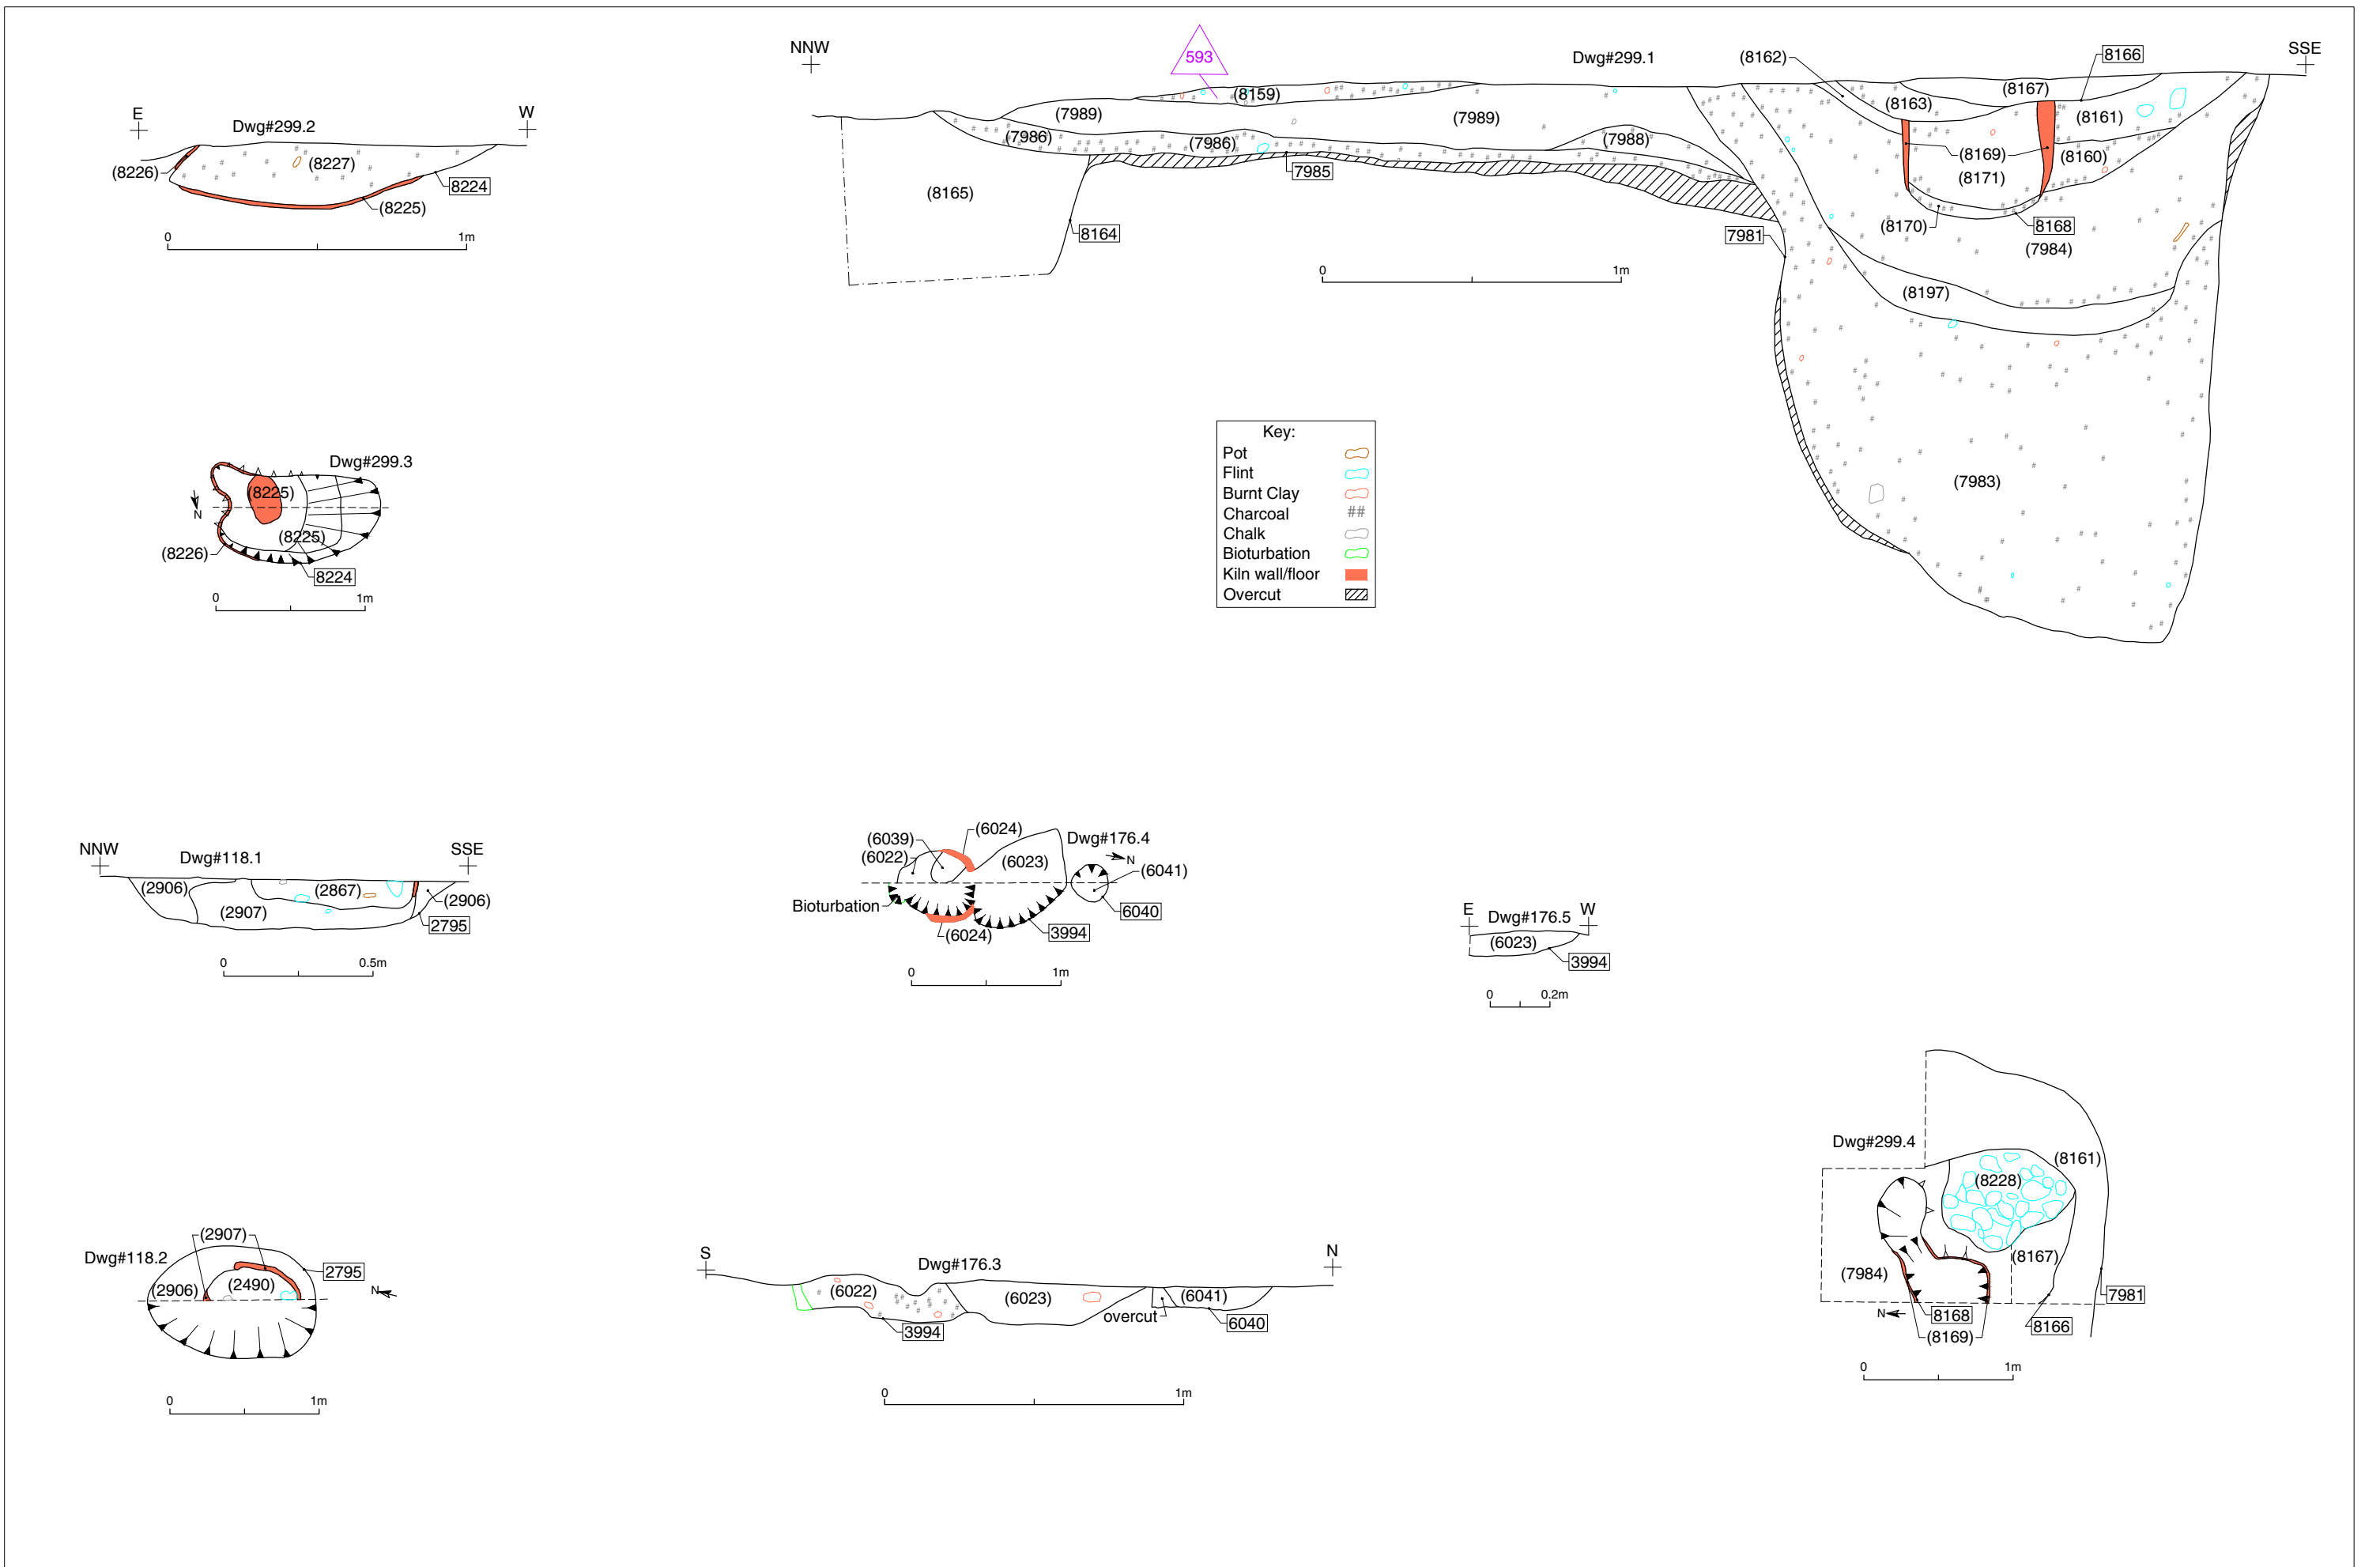 E
Dwg#299.2
W
(8226)
(8227)
8224
(8225)
0
1m
NNW
593
Dwg#299.1
(8162)
8166
SSE
(8159)
(8167)
(7989)
(7989)
(8163)
(8161)
(7986)
(7986)
(7988)
(8169)
(8160)
7985
(8171)
(8165)
8164
7981
(8170)
8168
(7984)
0
1m
(8197)
(7983)
Dwg#299.3
(8225)
N
(8225)
(8226)
8224
0
1m
Key:
Pot
Flint
Burnt Clay
Charcoal ##
Chalk
Bioturbation
Kiln wall/floor
Overcut
NNW
Dwg#118.1
SSE
(2906)
(2867)
(2907)
(2906)
2795
0
0.5m
(6039)
(6024)
Dwg#176.4
(6022)
(6023)
N
(6041)
Bioturbation
6040
(6024)
3994
0
1m
E
Dwg#176.5
W
(6023)
3994
0
0.2m
Dwg#118.2
(2907)
2795
(2906)
(2490)
N
0
1m
S
Dwg#176.3
N
(6022)
(6023)
(6041)
overcut
6040
3994
0
1m
Dwg#299.4
(8161)
(8228)
(8167)
(7984)
7981
N
8168
8166
(8169)
0
1m